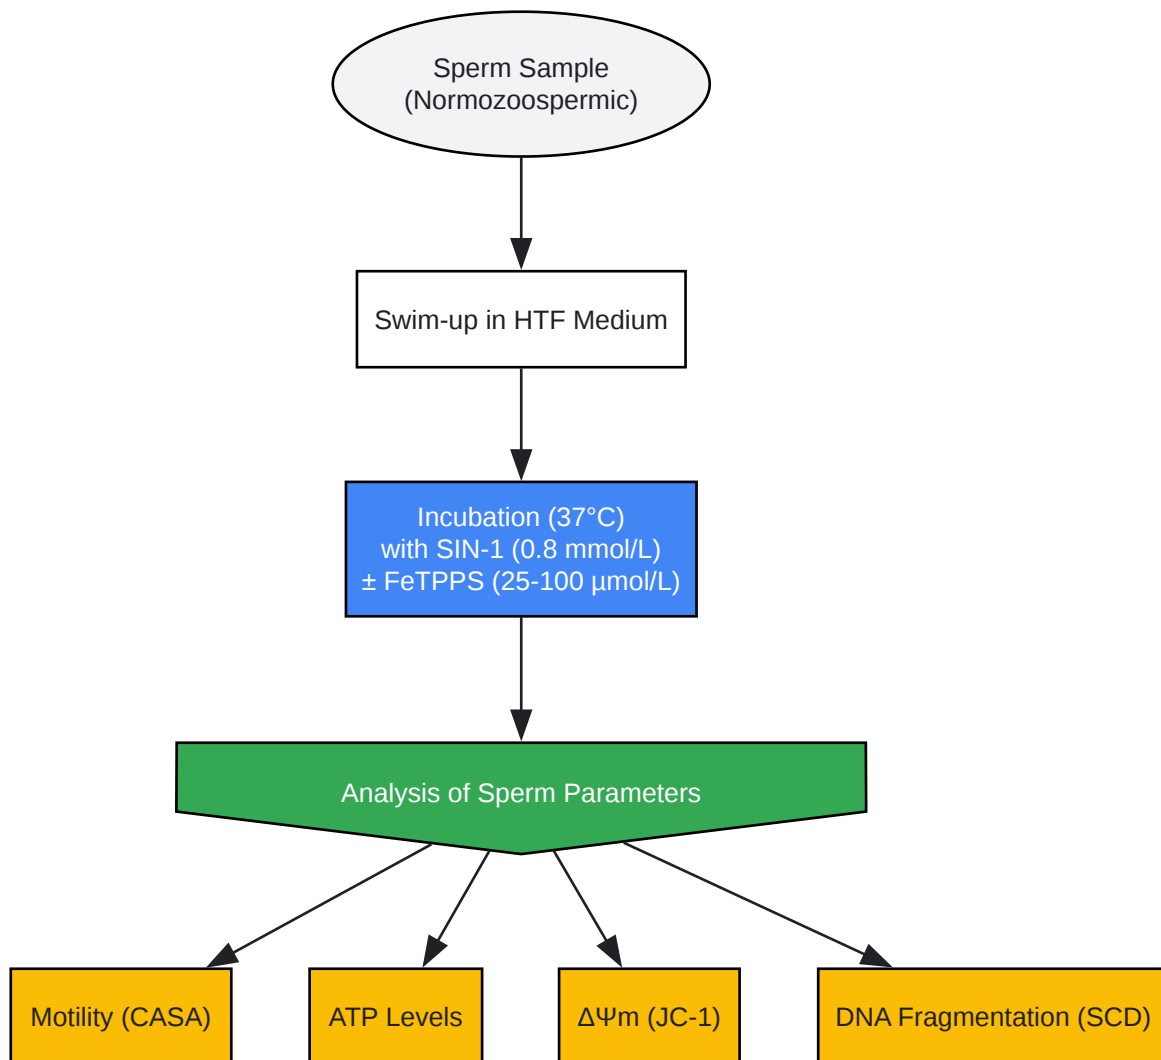 Sperm Sample
(Normozoospermic)
Swim-up in HTF Medium
Incubation (37°C)
with SIN-1 (0.8 mmol/L)
± FeTPPS (25-100 µmol/L)
Analysis of Sperm Parameters
Motility (CASA)
ATP Levels
ΔΨm (JC-1)
DNA Fragmentation (SCD)